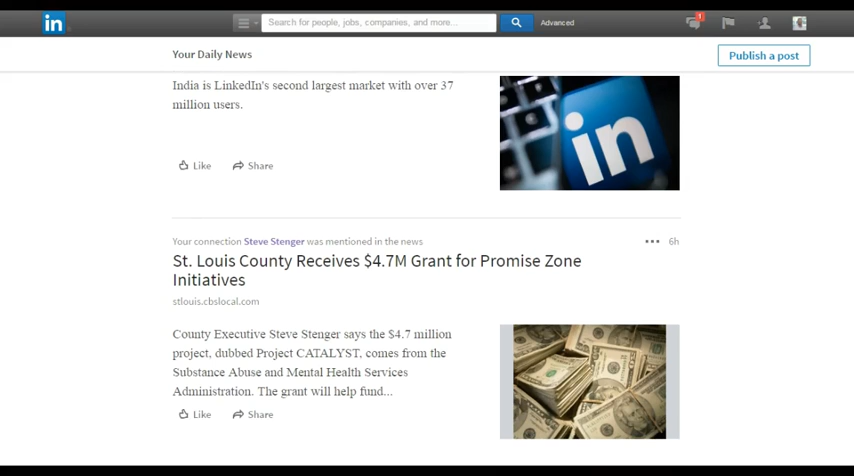 in
Search for people, jobs, companies, and more...
Advanced
1
Your Daily News
Publish a post
India is LinkedIn's second largest market with over 37
million users.
in
Like
Share
Your connection Steve Stenger was mentioned in the news
6h
St. Louis County Receives $4.7M Grant for Promise Zone
Initiatives
stlouis.cbslocal.com
County Executive Steve Stenger says the $4.7 million
project, dubbed Project CATALYST, comes from the
Substance Abuse and Mental Health Services
Administration. The grant will help fund...
Like
Share